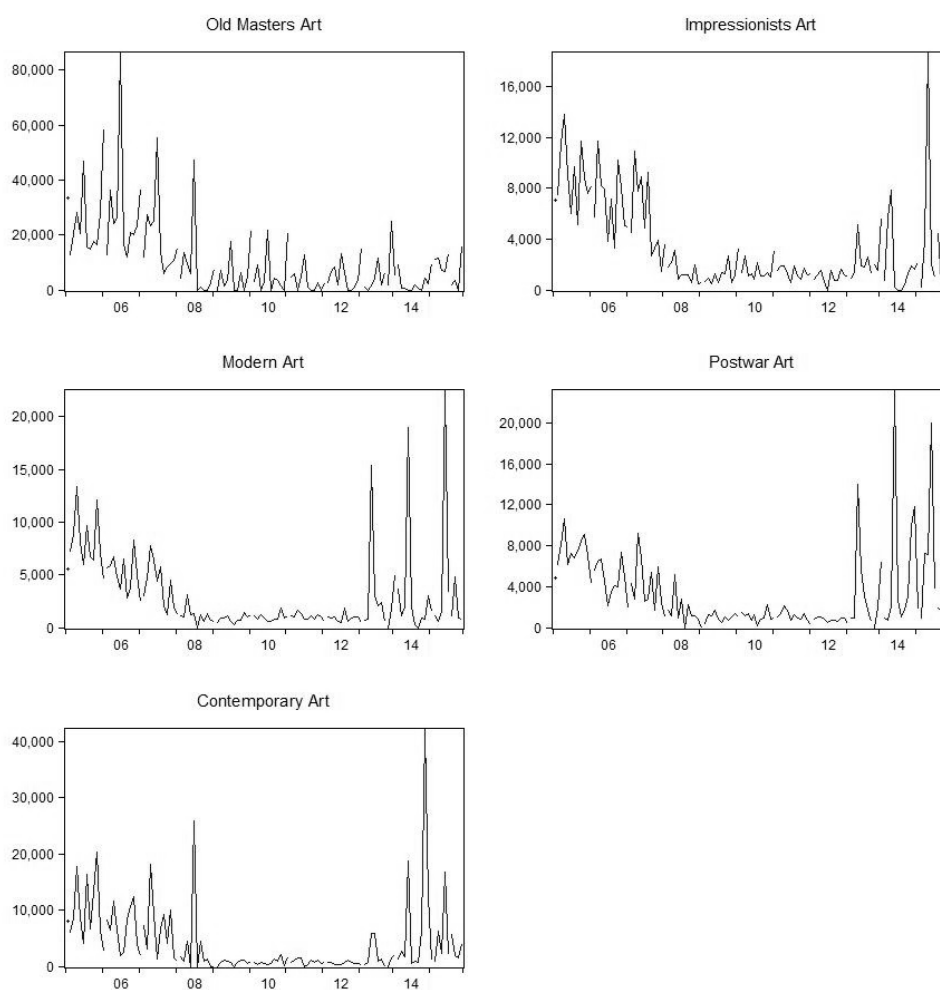 Old Masters Art
80,000
60,000
40,000
20,000
0
06 08 10 12 14
Impressionists Art
16,000
12,000
8,000
4,000
0
06 08 10 12 14
Modern Art
20,000
15,000
10,000
5,000
0
06 08 10 12 14
Postwar Art
20,000
16,000
12,000
8,000
4,000
0
06 08 10 12 14
Contemporary Art
40,000
30,000
20,000
10,000
0
06 08 10 12 14